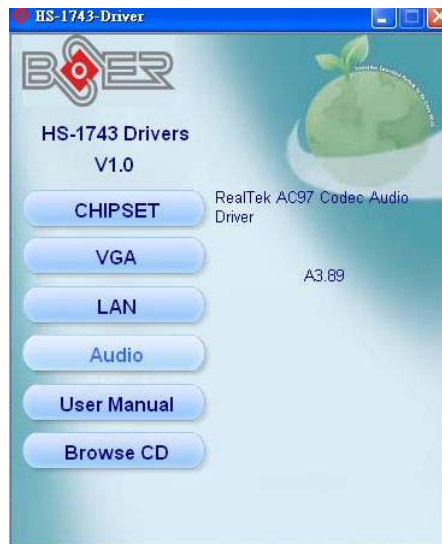 HS-1743-Driver
BOSER
HS-1743 Drivers
V1.0
CHIPSET
RealTek AC97 Codec Audio
Driver
VGA
A3.89
LAN
Audio
User Manual
Browse CD